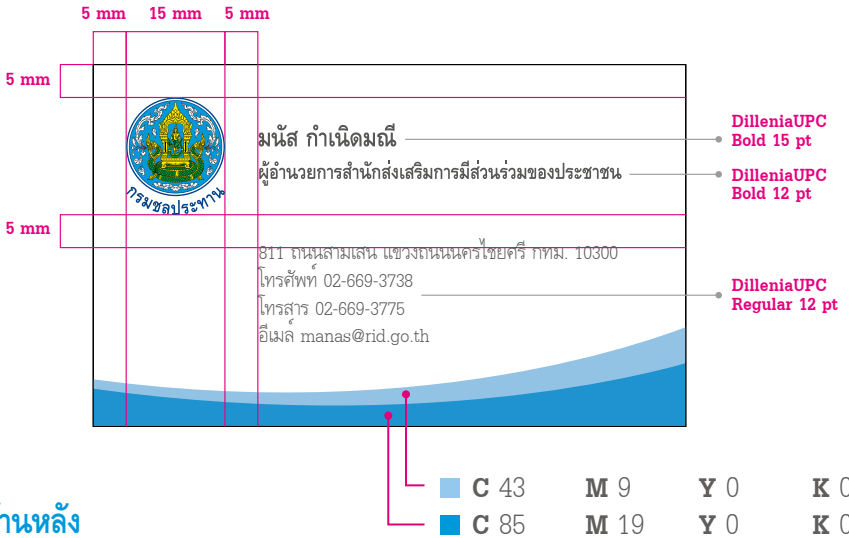 5 mm 15 mm 5 mm
5 mm
มนัส กำเนิดมณี
DilleniaUPC
Bold 15 pt
ผู้อำนวยการสำนักส่งเสริมการมีส่วนร่วมของประชาชน
DilleniaUPC
Bold 12 pt
กรมชลประทาน
5 mm
811 ถนนสามเสน แขวงถนนนครไชยศรี กทม. 10300
โทรศัพท์ 02-669-3738
โทรสาร 02-669-3775
อีเมล์ manas@rid.go.th
DilleniaUPC
Regular 12 pt
C 43 M 9 Y 0 K 0
C 85 M 19 Y 0 K 0
านหลัง